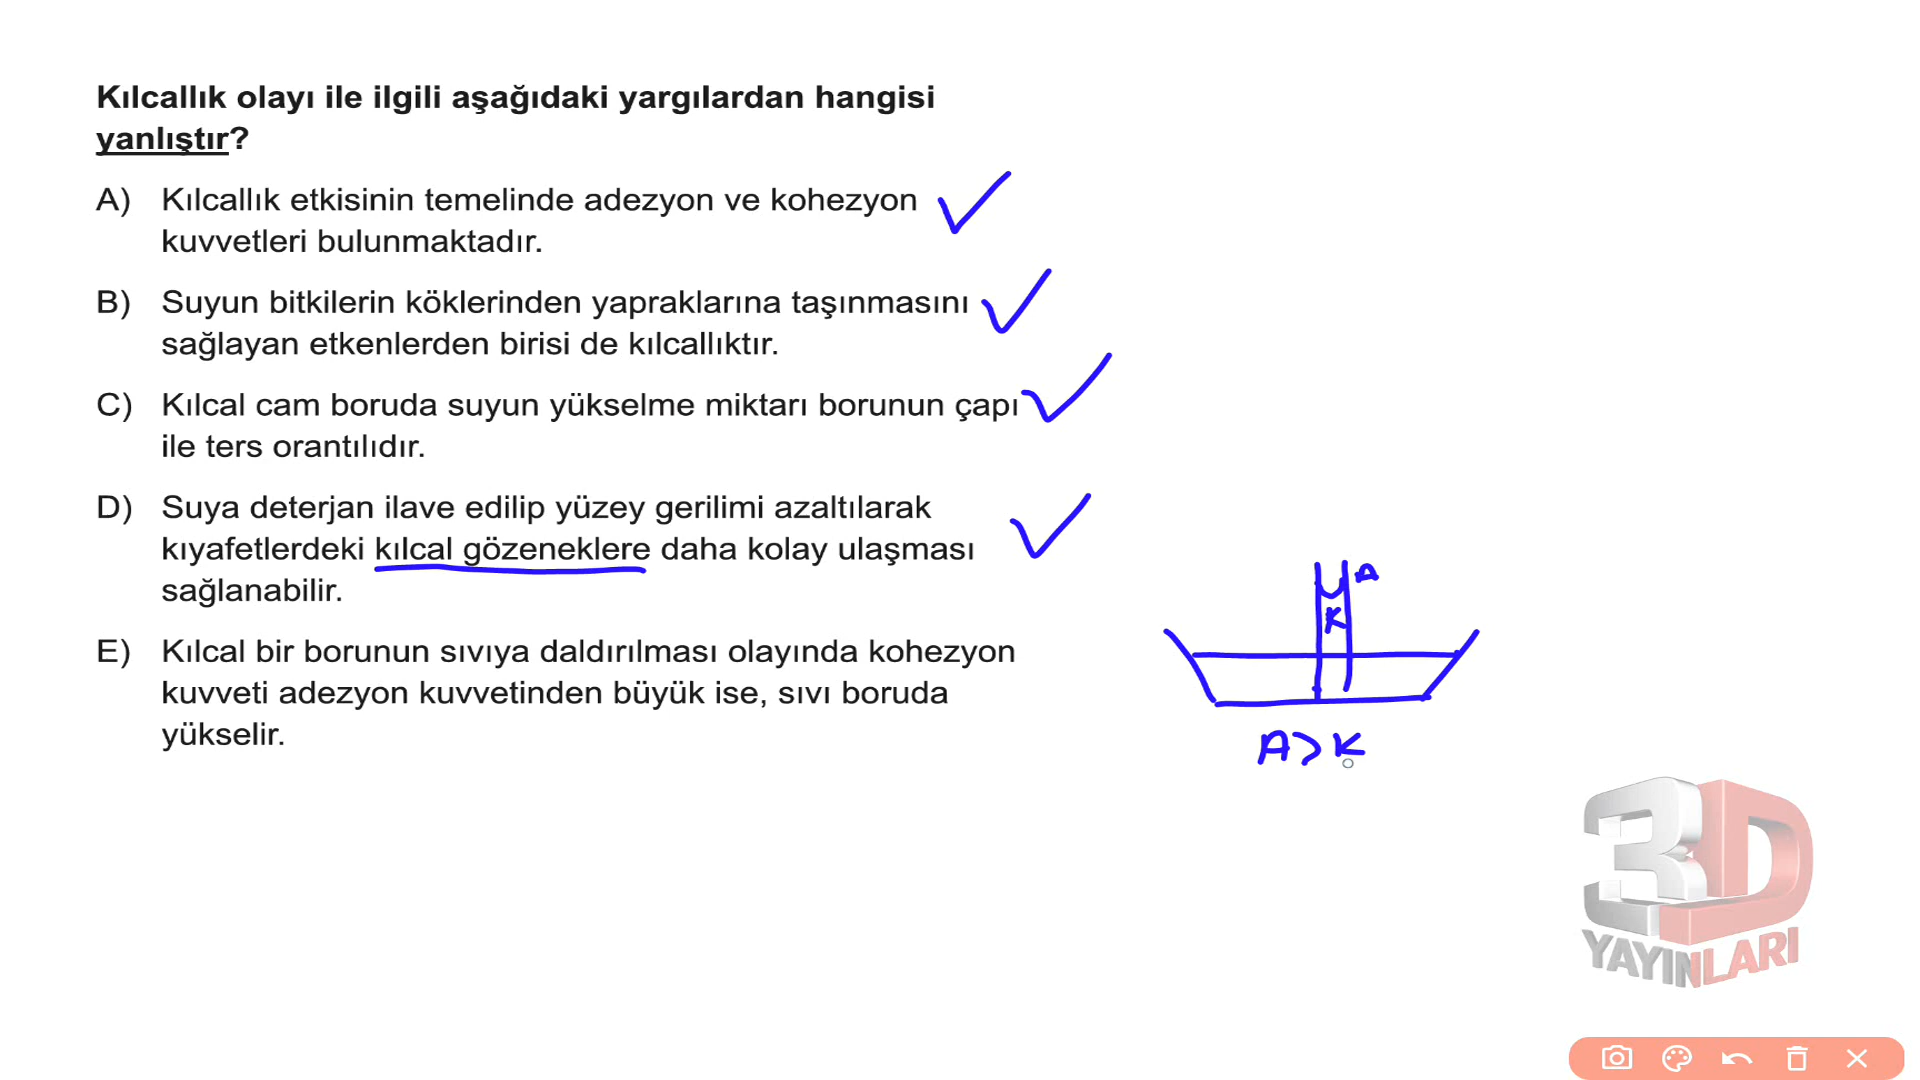 Kılcallık olayı ile ilgili aşağıdaki yargılardan hangisi
yanlıştır?
A) Kılcallık etkisinin temelinde adezyon ve kohezyon
kuvvetleri bulunmaktadır.
B) Suyun bitkilerin köklerinden yapraklarına taşınmasını
sağlayan etkenlerden birisi de kılcallıktır.
C) Kılcal cam boruda suyun yükselme miktarı borunun çapı
ile ters orantılıdır.
D) Suya deterjan ilave edilip yüzey gerilimi azaltılarak
kıyafetlerdeki kılcal gözeneklere daha kolay ulaşması
sağlanabilir.
E) Kılcal bir borunun sıvıya daldırılması olayında kohezyon
kuvveti adezyon kuvvetinden büyük ise, sıvı boruda
yükselir.
A
K
A > K
3D
YAYINLARI